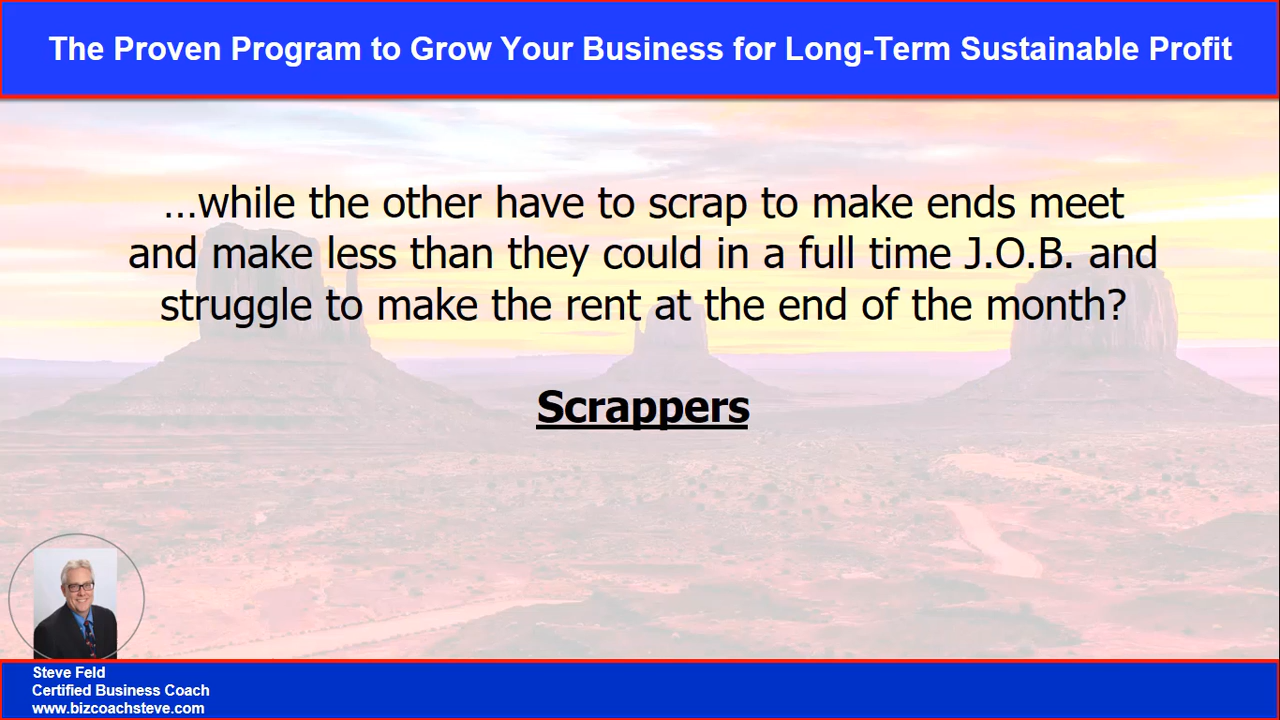 The Proven Program to Grow Your Business for Long-Term Sustainable Profit
...while the other have to scrap to make ends meet
and make less than they could in a full time J.O.B. and
struggle to make the rent at the end of the month?
Scrappers
Steve Feld
Certified Business Coach
www.bizcoachsteve.com